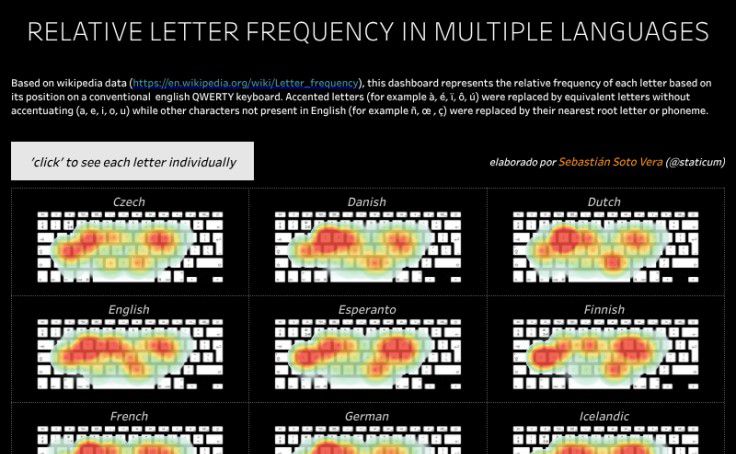 RELATIVE LETTER FREQUENCY IN MULTIPLE LANGUAGES
Based on wikipedia data (https://en.wikipedia.org/wiki/Letter_frequency), this dashboard represents the relative frequency of each letter based on
its position on a conventional english QWERTY keyboard. Accented letters (for example à, é, ï, ô, ú) were replaced by equivalent letters without
accentuating (a, e, i, o, u) while other characters not present in English (for example ñ, œ , ç) were replaced by their nearest root letter or phoneme.
'click' to see each letter individually
elaborado por Sebastián Soto Vera (@staticum)
Czech Danish Dutch
English Esperanto Finnish
French German Icelandic